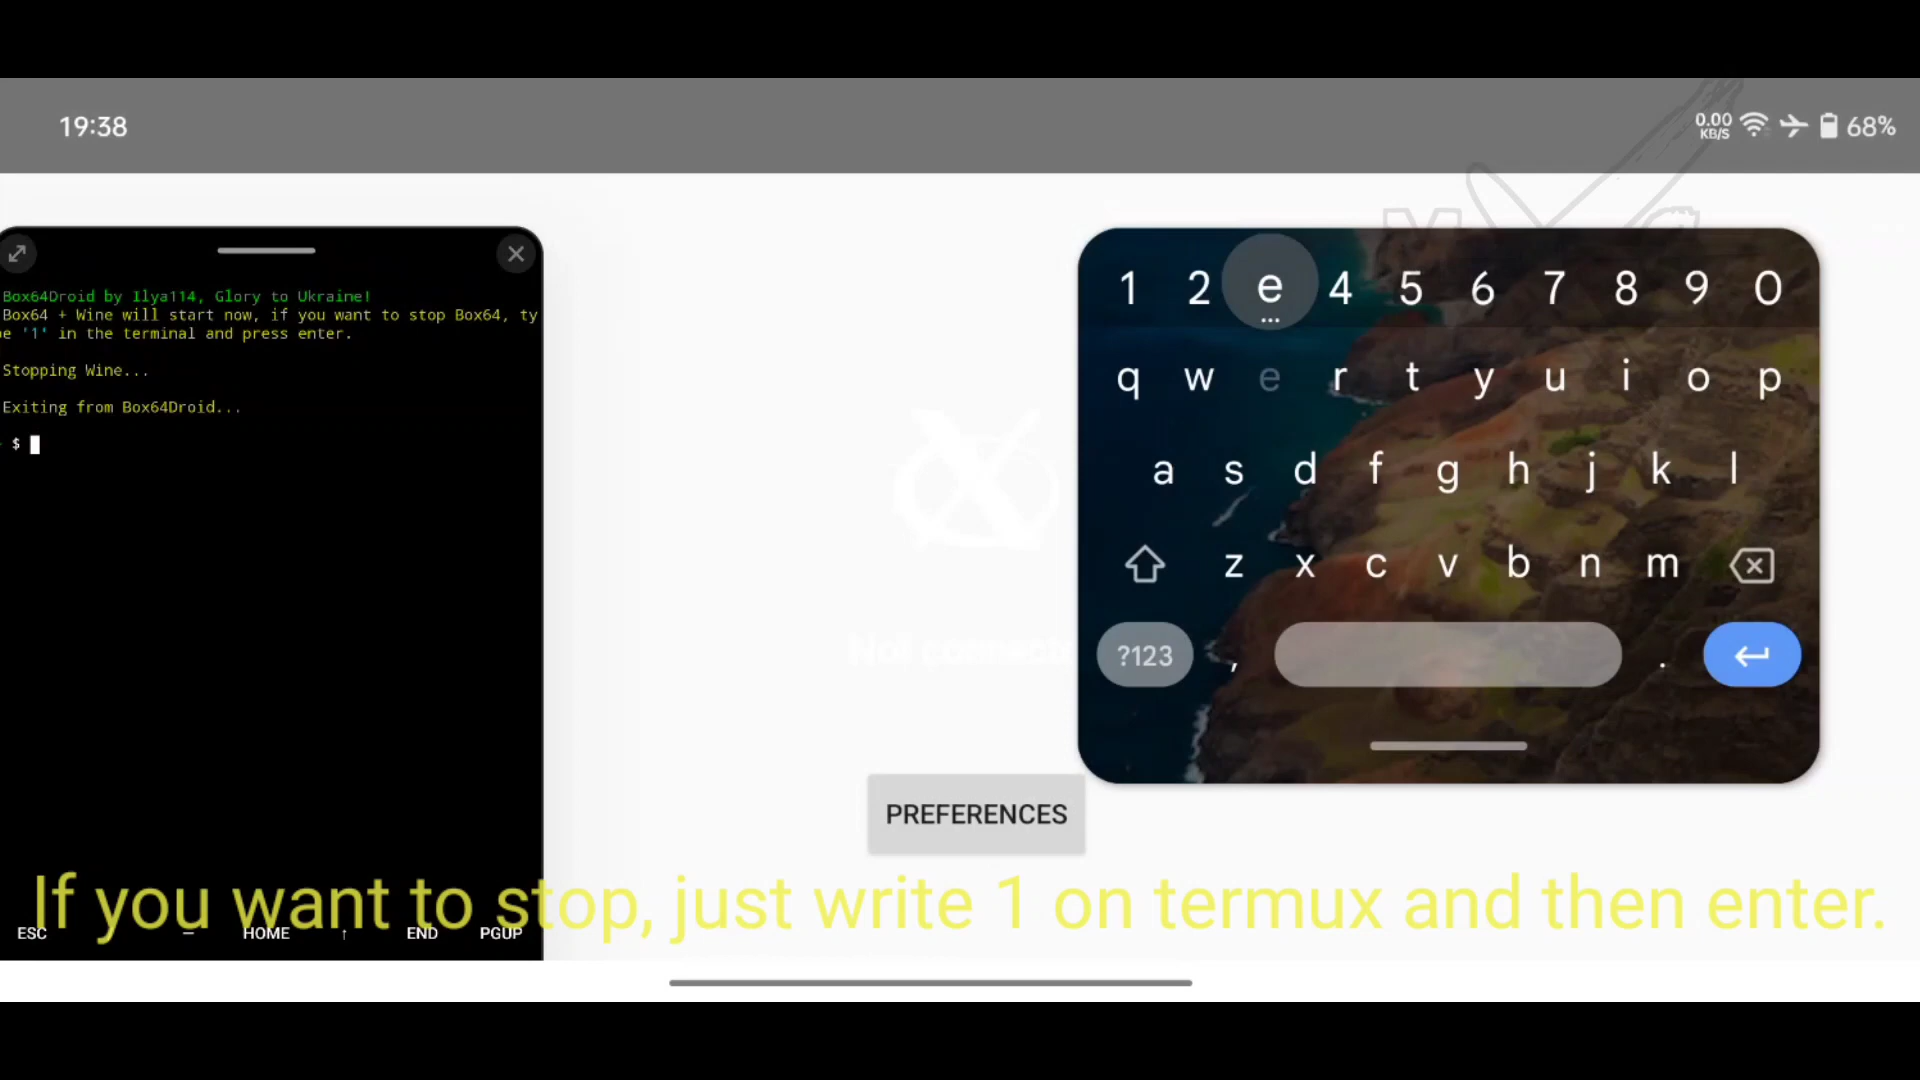 19:38
0.00
KB/S
68%
Box64Droid by Ilya114, Glory to Ukraine!
Box64 + Wine will start now, if you want to stop Box64, ty
pe '1' in the terminal and press enter.
Stopping Wine...
Exiting from Box64Droid...
$
1 2 e 4 5 6 7 8 9 0
q w e r t y u i o p
a s d f g h j k l
z x c v b n m
?123 , .
Not connecte
PREFERENCES
If you want to stop, just write 1 on termux and then enter.
ESC – HOME ↑ END PGUP